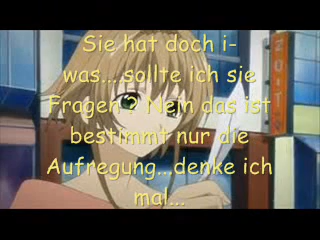 Sie hat doch i-
was....sollte ich sie
Fragen ? Nein das ist
bestimmt nur die
Aufregung...denke ich
mal...